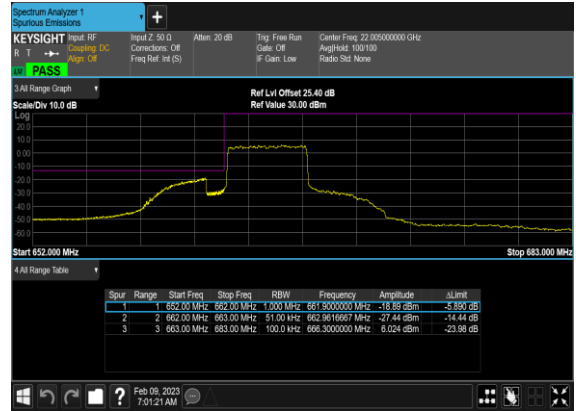 Spectrum Analyzer 1
Spurious Emissions
+
KEYSIGHT Input: RF Input Z: 50 Ω Atten: 20 dB Trig: Free Run Center Freq: 22.005000000 GHz
R T Coupling: DC Corrections: Off Gate: Off Avg|Hold: 100/100
Align: Off Freq Ref: Int (S) IF Gain: Low Radio Std: None
PASS
3 All Range Graph
Ref Lvl Offset 25.40 dB
Scale/Div 10.0 dB Ref Value 30.00 dBm
Log
20.0
10.0
0.00
-10.0
-20.0
-30.0
-40.0
-50.0
-60.0
Start 652.000 MHz Stop 683.000 MHz
4 All Range Table
Spur Range Start Freq Stop Freq RBW Frequency Amplitude ΔLimit
1 1 652.00 MHz 662.00 MHz 1.000 MHz 661.9000000 MHz -18.89 dBm -5.890 dB
2 2 662.00 MHz 663.00 MHz 51.00 kHz 662.9616667 MHz -27.44 dBm -14.44 dB
3 3 663.00 MHz 683.00 MHz 100.0 kHz 666.3000000 MHz 6.024 dBm -23.98 dB
? Feb 09, 2023
7:01:21 AM